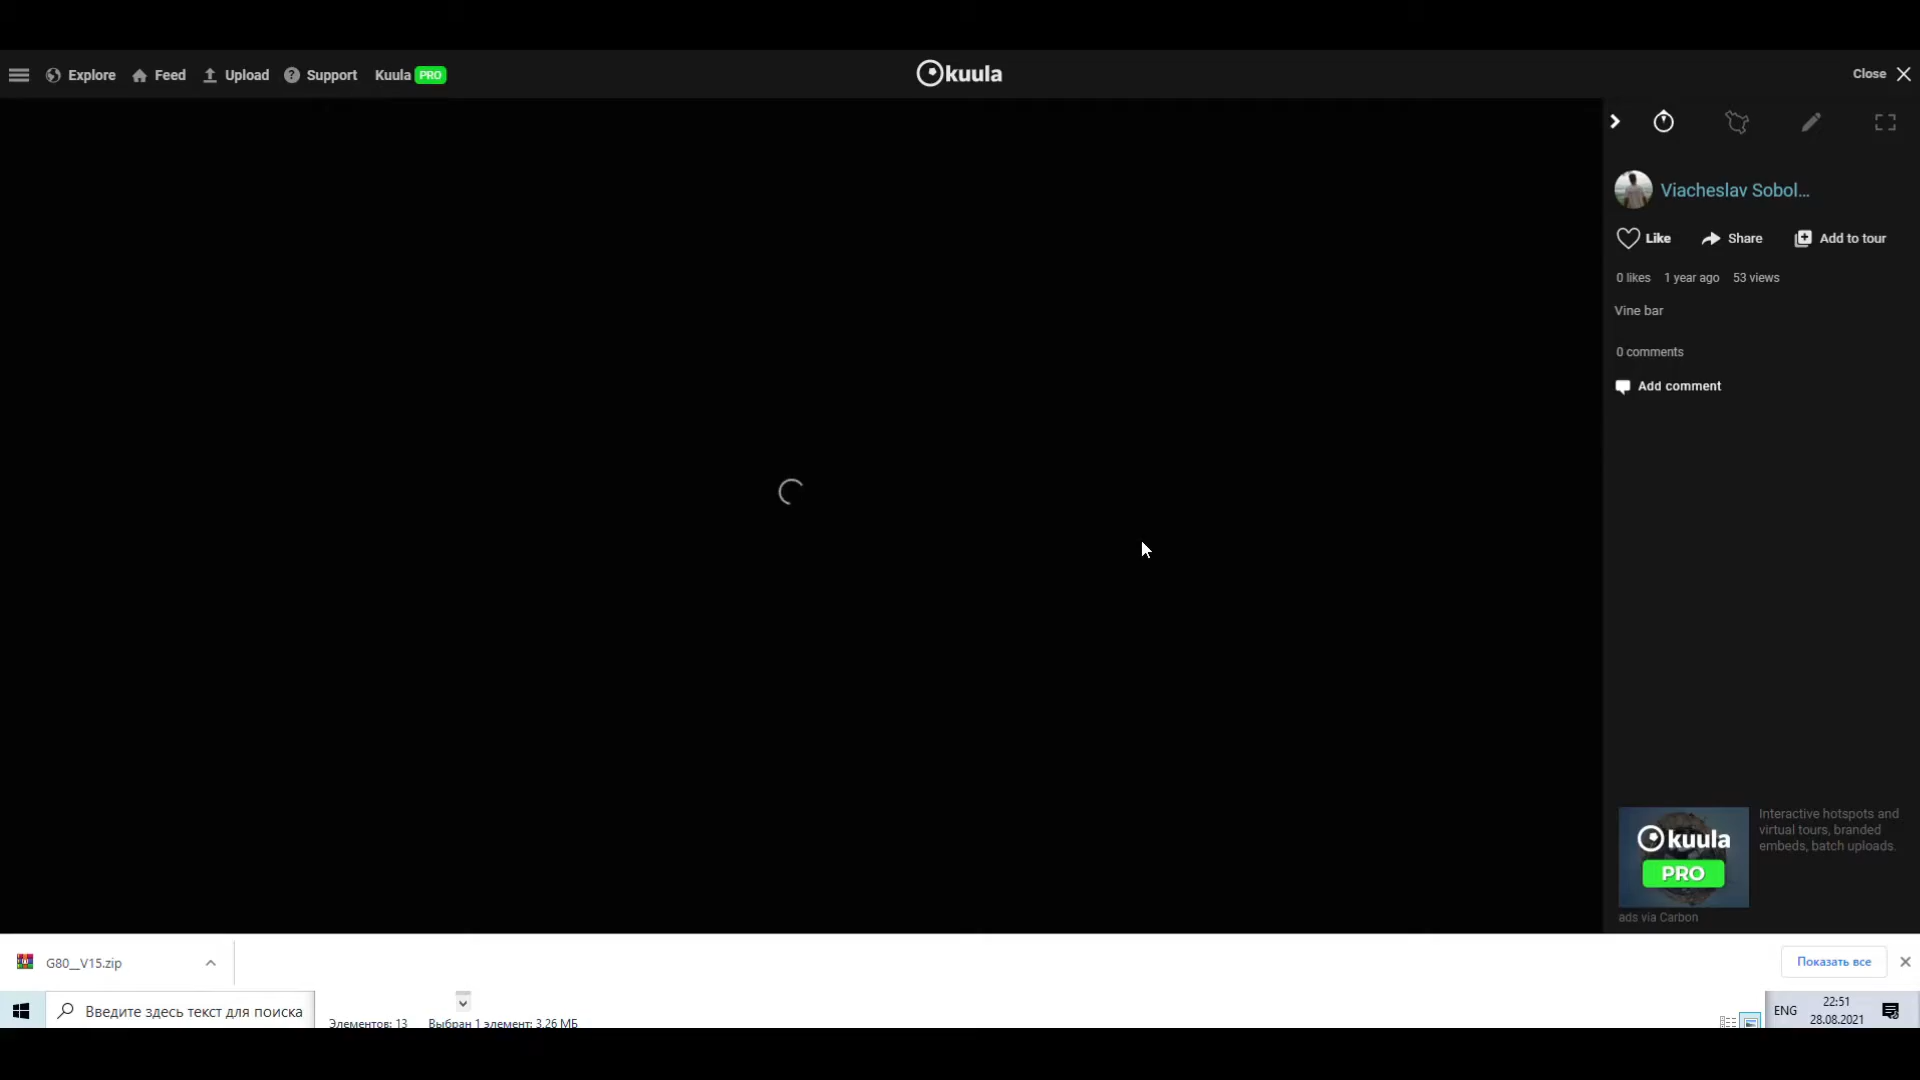 Explore Feed Upload Support Kuula PRO
kuula
Close
Viacheslav Sobol...
Like Share Add to tour
0 likes 1 year ago 53 views
Vine bar
0 comments
Add comment
kuula
PRO
Interactive hotspots and
virtual tours, branded
embeds, batch uploads.
ads via Carbon
G80__V15.zip
Показать все
Введите здесь текст для поиска
Элементов: 13 Выбран 1 элемент: 3,26 МБ
ENG
22:51
28.08.2021